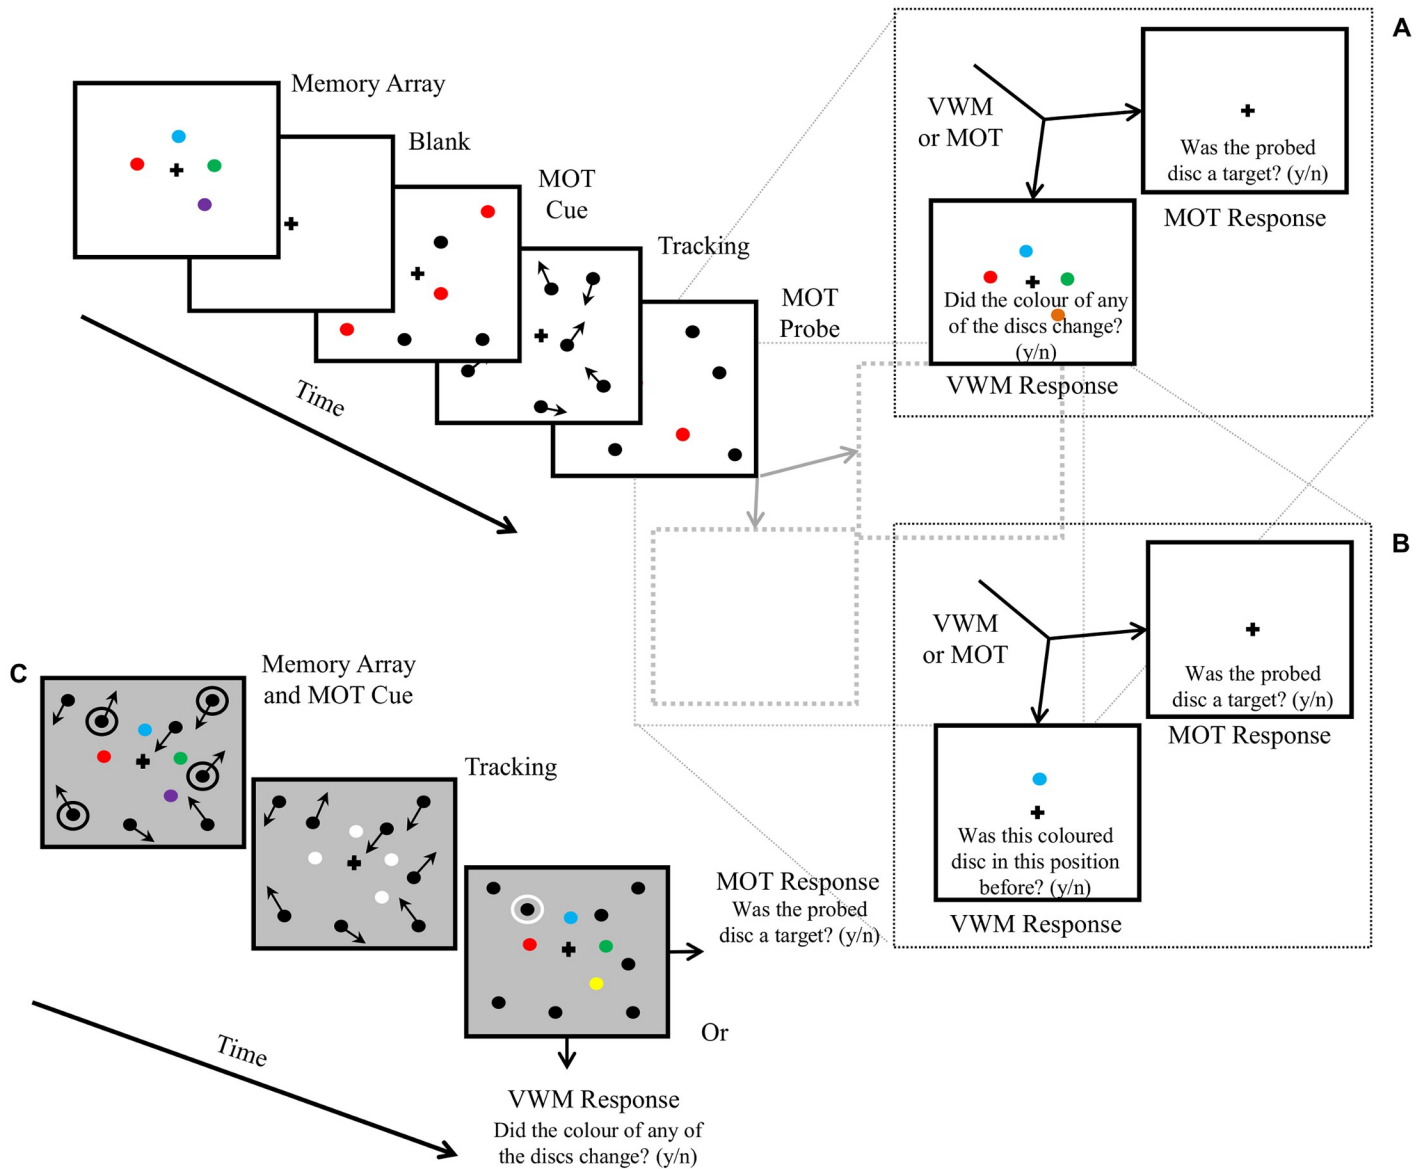 A
Memory Array
Blank
MOT
Cue
Tracking
MOT
Probe
Time
VWM
or MOT
Was the probed
disc a target? (y/n)
MOT Response
Did the colour of any
of the discs change?
(y/n)
VWM Response
B
VWM
or MOT
Was the probed
disc a target? (y/n)
MOT Response
Was this coloured
disc in this position
before? (y/n)
VWM Response
C
Memory Array
and MOT Cue
Tracking
MOT Response
Was the probed
disc a target? (y/n)
Or
Time
VWM Response
Did the colour of any of
the discs change? (y/n)